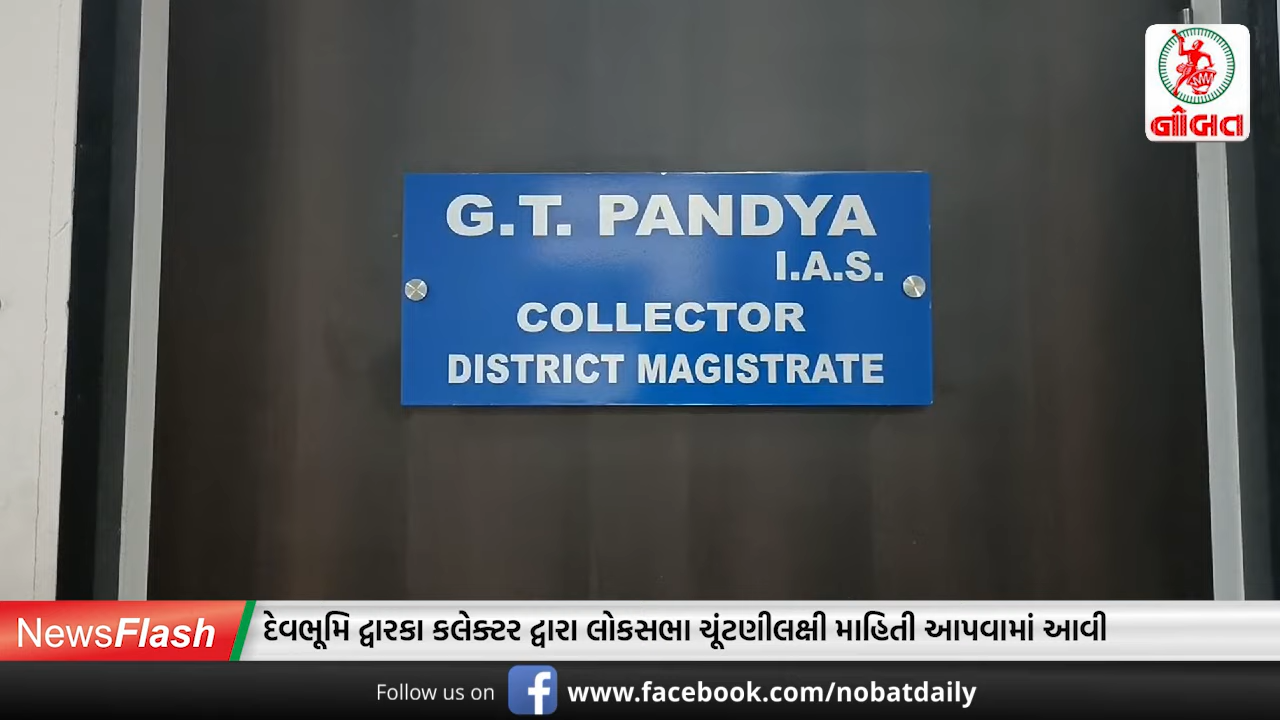 નોબત
G.T. PANDYA
I.A.S.
COLLECTOR
DISTRICT MAGISTRATE
NewsFlash દેવભૂમિ દ્વારકા કલેક્ટર દ્વારા લોકસભા ચૂંટણીલક્ષી માહિતી આપવામાં આવી
Follow us on f www.facebook.com/nobatdaily